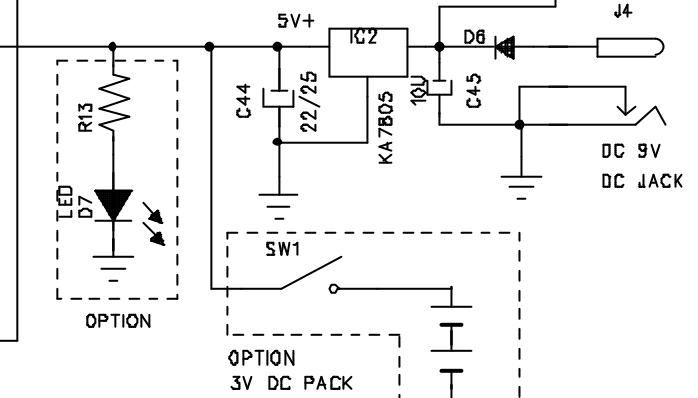 J4
5V+
IC2
D6
C44
22/25
10U
C45
R13
KA7805
DC 9V
DC JACK
LED
D7
SW1
OPTION
OPTION
3V DC PACK